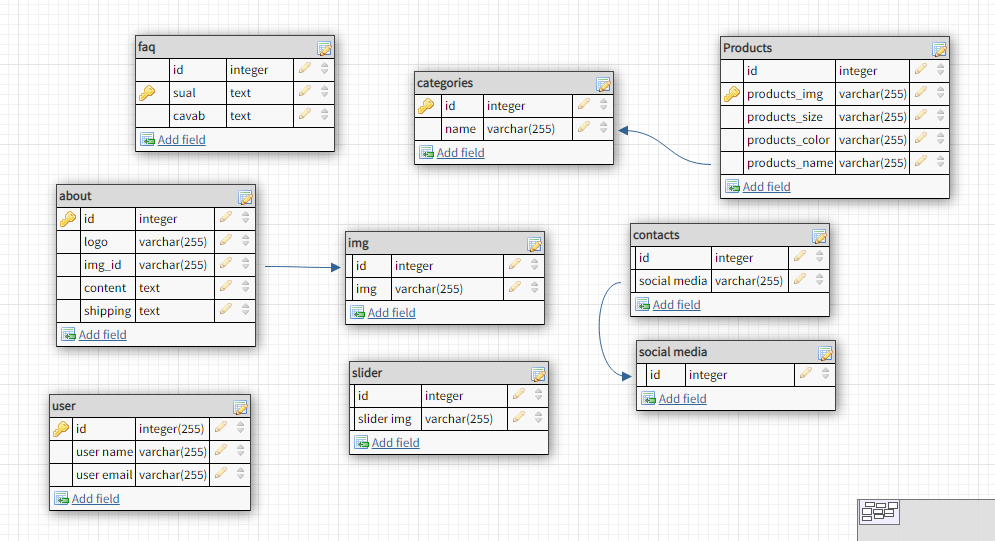 faq
id integer
sual text
cavab text
Add field
categories
id integer
name varchar(255)
Add field
Products
id integer
products_img varchar(255)
products_size varchar(255)
products_color varchar(255)
products_name varchar(255)
Add field
about
id integer
logo varchar(255)
img_id varchar(255)
content text
shipping text
Add field
img
id integer
img varchar(255)
Add field
contacts
id integer
social media varchar(255)
Add field
social media
id integer
Add field
slider
id integer
slider img varchar(255)
Add field
user
id integer(255)
user name varchar(255)
user email varchar(255)
Add field